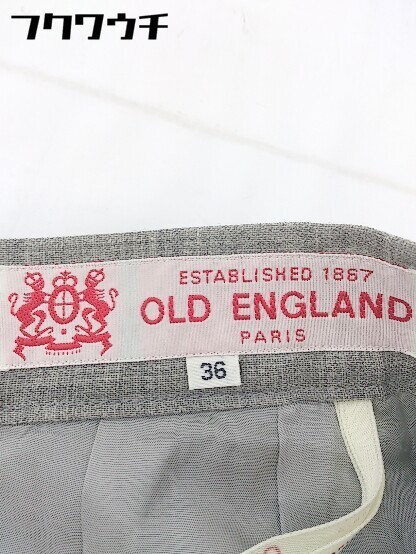 フクワウチ
ESTABLISHED 1867
OLD ENGLAND
PARIS
36